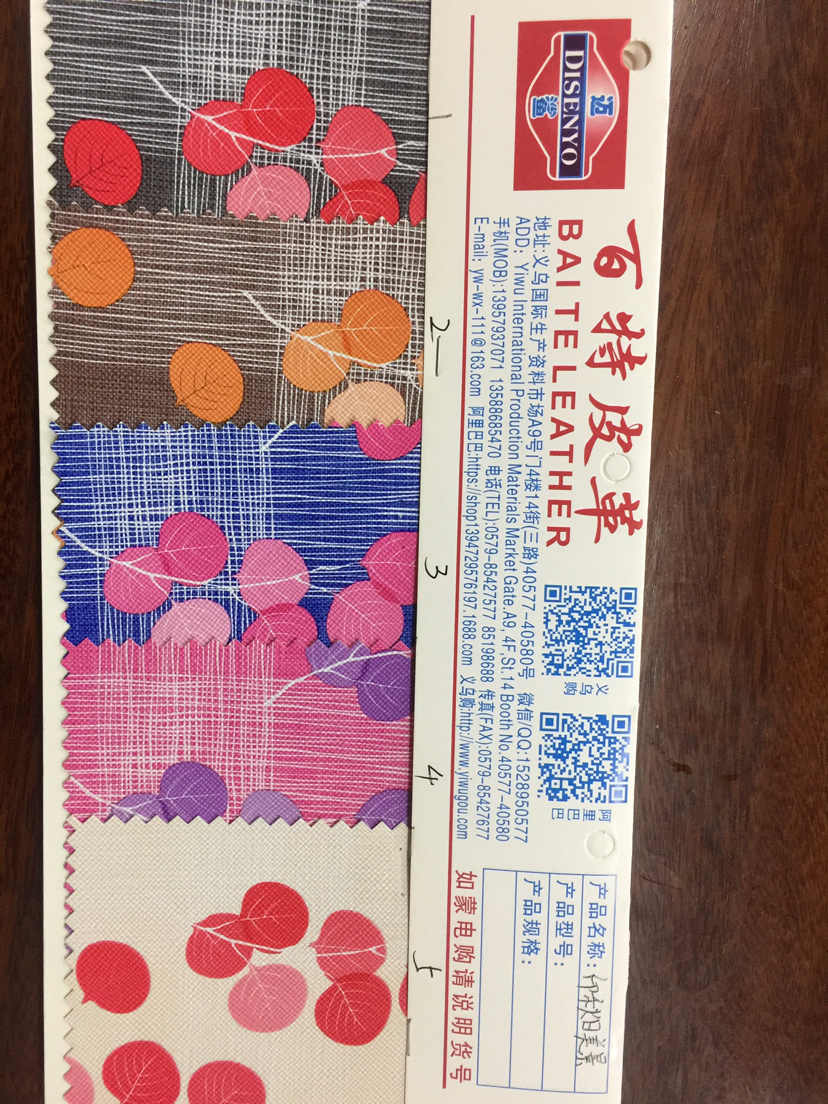 DISENYO
迈
鲨
百特皮革
BAITE LEATHER
地址:义乌国际生产资料市场A9号门4楼14街(三路)40577-40580号 微信/QQ:1528950577
ADD: Yiwu International Production Materials Market Gate.A9, 4F,St.14 Booth No.40577-40580
手机(MOB):13957937071 13588685470 电话(TEL):0579-85427577 85198688 传真(FAX):0579-85427677
E-mail: yw-wx-111@163.com 阿里巴巴:https://shop1394729576197.1688.com 义乌购:http://www.yiwugou.com
义乌购
阿里巴巴
产品名称:
产品型号:
产品规格:
如蒙电购请说明货号
1
2
3
4
5